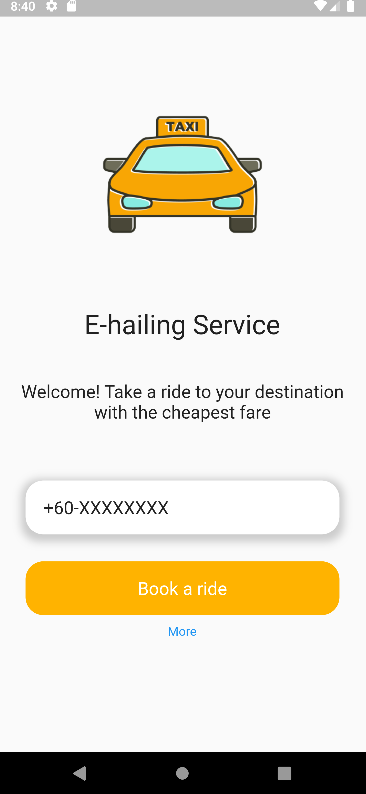 8:40
TAXI
E-hailing Service
Welcome! Take a ride to your destination
with the cheapest fare
+60-XXXXXXXX
Book a ride
More